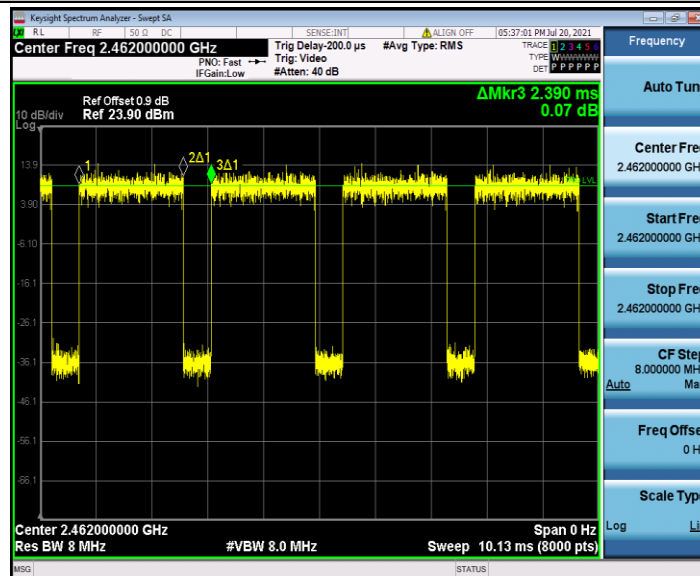 Keysight Spectrum Analyzer - Swept SA
RL RF 50 Ω DC SENSE:INT ALIGN OFF 05:37:01 PM Jul 20, 2021
Center Freq 2.462000000 GHz
PNO: Fast
IFGain:Low
Trig Delay-200.0 µs
Trig: Video
#Atten: 40 dB
#Avg Type: RMS
TRACE 1 2 3 4 5 6
TYPE WWWWWW
DET P P P P P P
ΔMkr3 2.390 ms
0.07 dB
Ref Offset 0.9 dB
10 dB/div Ref 23.90 dBm
Log
13.9
3.90
-6.10
-16.1
-26.1
-36.1
-46.1
-56.1
-66.1
1
2Δ1
3Δ1
LVL
Center 2.462000000 GHz Span 0 Hz
Res BW 8 MHz #VBW 8.0 MHz Sweep 10.13 ms (8000 pts)
MSG STATUS
Frequency
Auto Tun
Center Fre
2.462000000 GH
Start Fre
2.462000000 GH
Stop Fre
2.462000000 GH
CF Step
8.000000 MH
Auto Ma
Freq Offse
0 H
Scale Type
Log Li